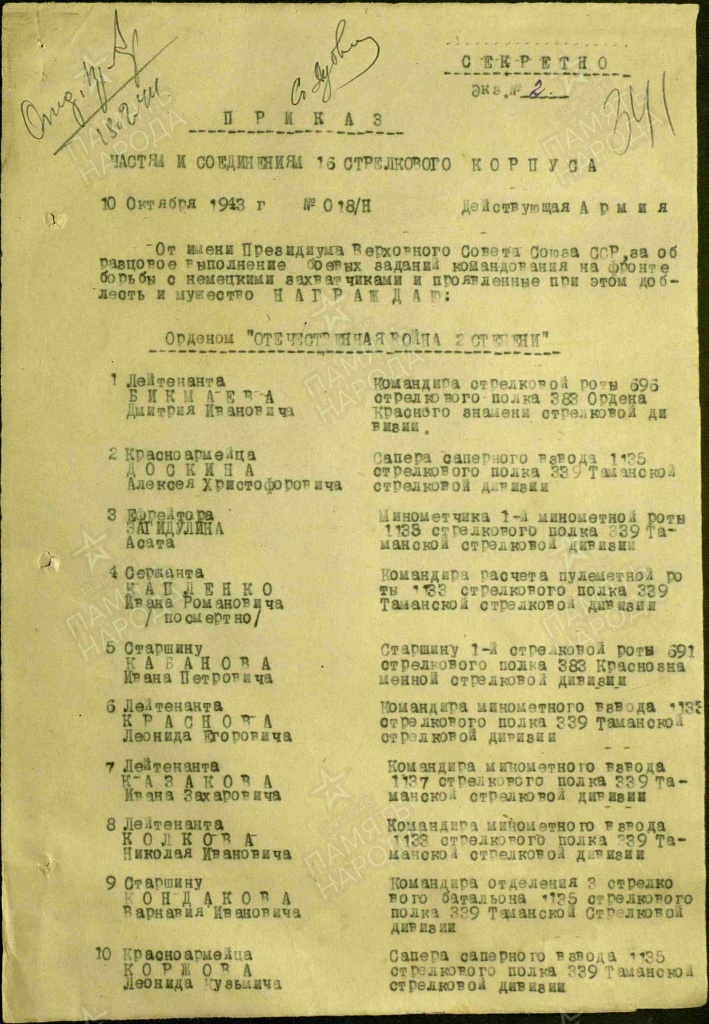 СЕКРЕТНО
Экз.№ 2.
341
18.2.44
ПРИКАЗ
ЧАСТЯМ И СОЕДИНЕНИЯМ 16 СТРЕЛКОВОГО КОРПУСА
10 Октября 1943 г № 018/Н Действующая Армия
От имени Президиума Верховного Совета Союза ССР,за об
разцовое выполнение боевых заданий командования на фронте
борьбы с немецкими захватчиками и проявленные при этом доб-
лесть и мужество НАГРАЖДАЮ:
Орденом "ОТЕЧЕСТВЕННАЯ ВОЙНА 2 СТЕПЕНИ"
1 Лейтенанта Командира стрелковой роты 696
БИКМАЕВА стрелкового полка 383 Ордена
Дмитрия Ивановича Красного знамени стрелковой ди
визии.
2 Красноармейца Сапера саперного взвода 1135
ДОСКИНА стрелкового полка 339 Таманской
Алексея Христофоровича стрелковой дивизии
3 Ефрейтора Минометчика 1-й минометной роты
ЗАГИДУЛИНА 1133 стрелкового полка 339 Та-
Асата манской стрелковой дивизии
4 Сержанта Командира расчета пулеметной ро
КАПЛЕНКО ты 1133 стрелкового полка 339
Ивана Романовича Таманской стрелковой дивизии
/посмертно/
5 Старшину Старшину 1-й стрелковой роты 691
КАБАНОВА стрелкового полка 383 Краснозна
Ивана Петровича менной стрелковой дивизии
6 Лейтенанта Командира минометного взвода 1133
КРАСНОВА стрелкового полка 339 Таманской
Леонида Егоровича стрелковой дивизии
7 Лейтенанта Командира минометного взвода
КАЗАКОВА 1137 стрелкового полка 339 Та-
Ивана Захаровича манской стрелковой дивизии
8 Лейтенанта Командира минометного взвода
КОЛКОВА 1133 стрелкового полка 339 Та-
Николая Ивановича манской стрелковой дивизии
9 Старшину Командира отделения 3 стрелко
КОНДАКОВА вого батальона 1135 стрелкового
Варнавия Ивановича полка 339 Таманской Стрелковой
дивизии
10 Красноармейца Сапера саперного взвода 1135
КОРЖОВА стрелкового полка 339 Таманской
Леонида Кузьмича стрелковой дивизии